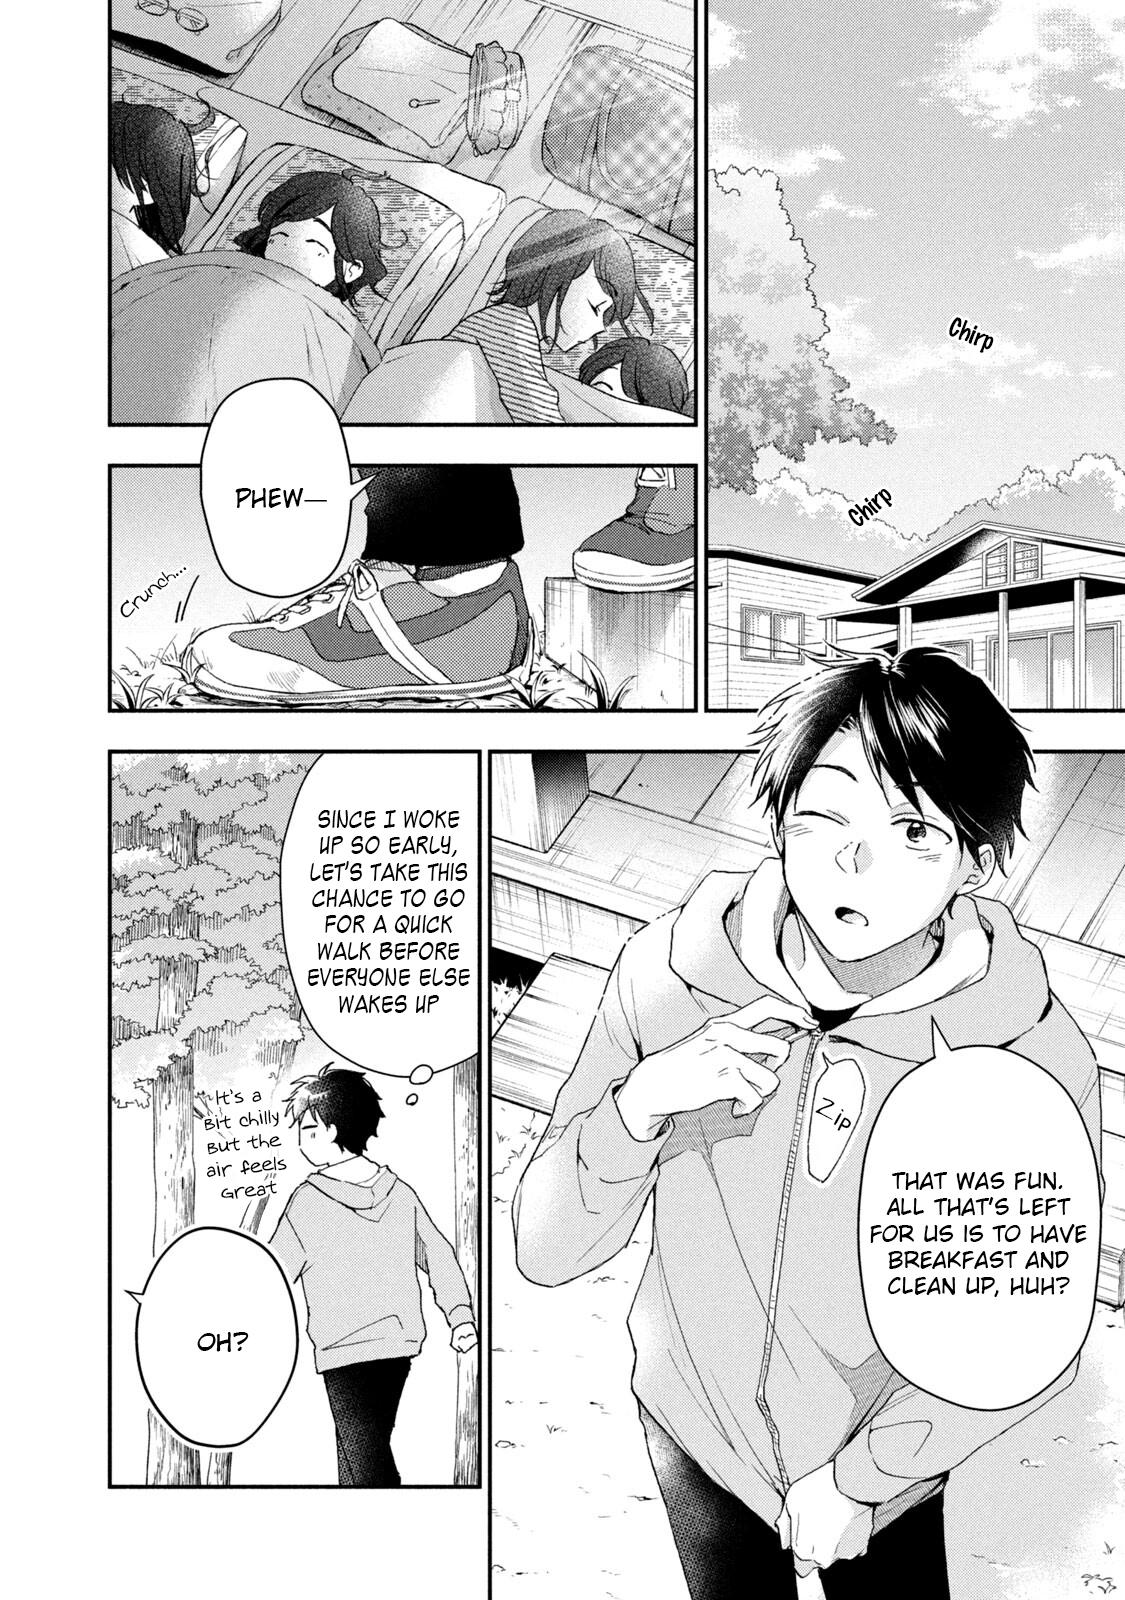 Chirp
Chirp
PHEW—
Crunch...
THAT WAS FUN.
ALL THAT'S LEFT
FOR US IS TO HAVE
BREAKFAST AND
CLEAN UP, HUH?
Zip
SINCE I WOKE
UP SO EARLY,
LET'S TAKE THIS
CHANCE TO GO
FOR A QUICK
WALK BEFORE
EVERYONE ELSE
WAKES UP
It's a
Bit chilly
But the
air feels
Great
OH?